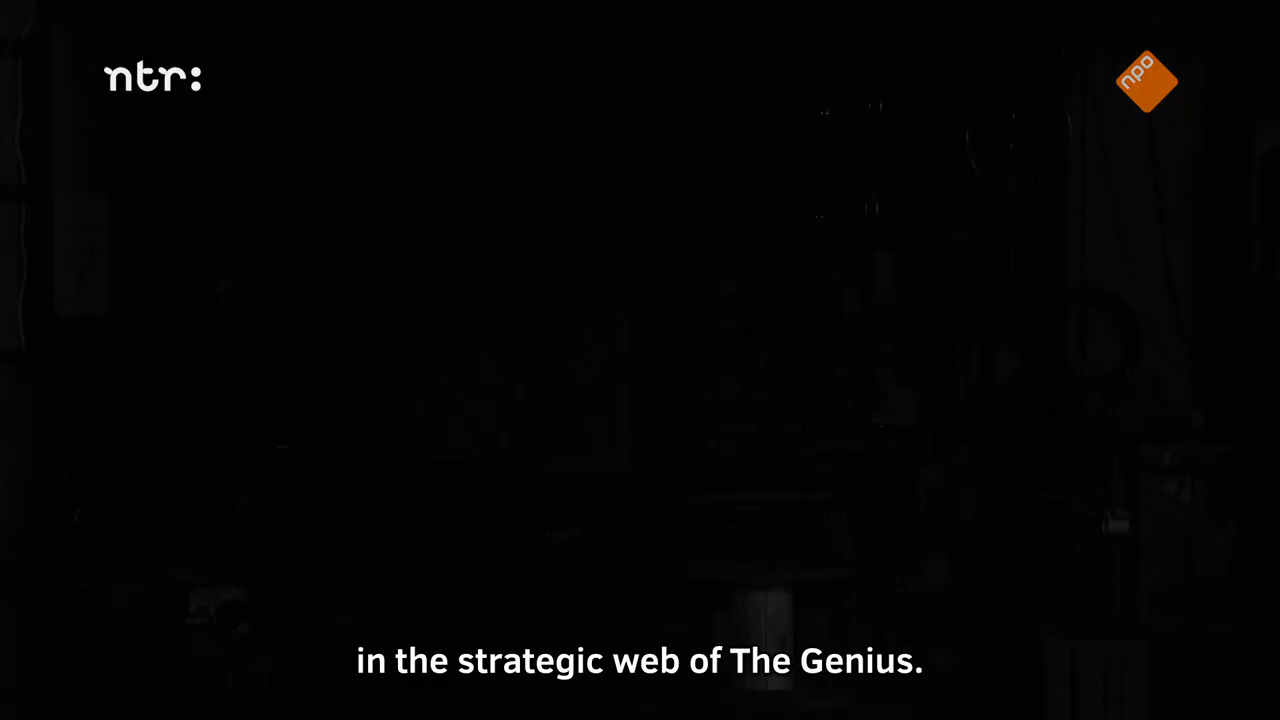 ntr:
npo
in the strategic web of The Genius.